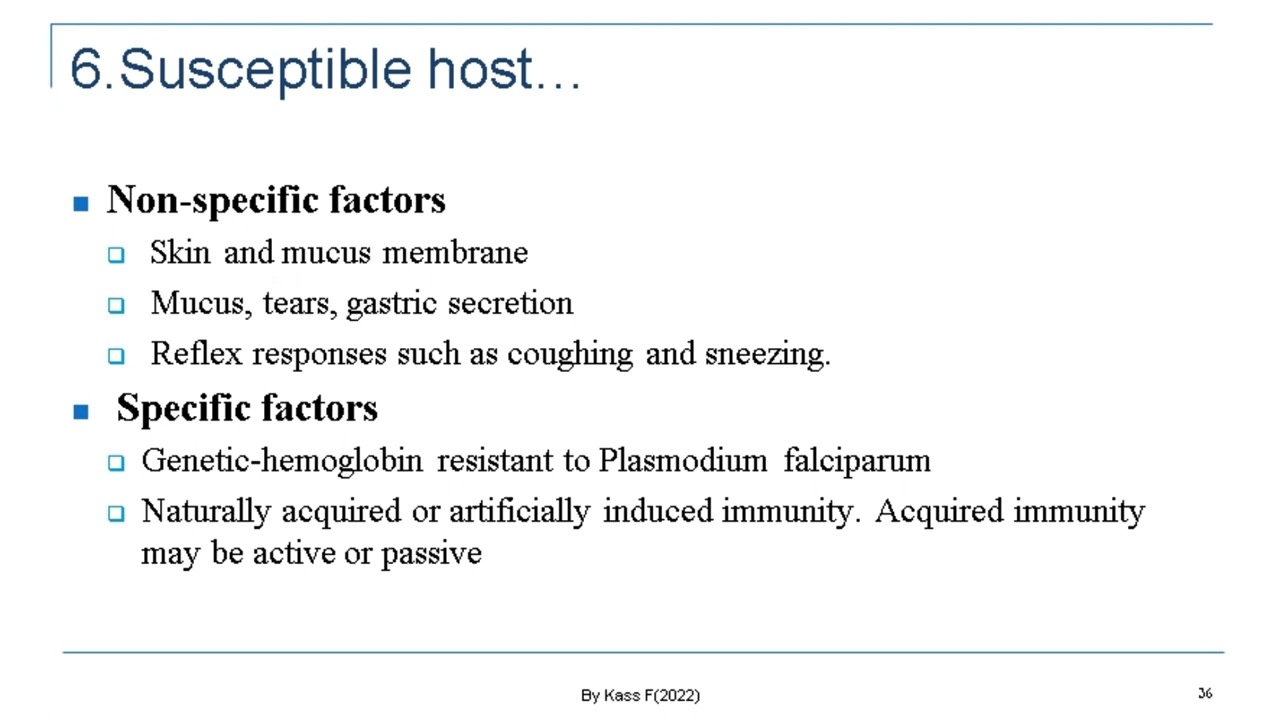 6.Susceptible host…
Non-specific factors
Skin and mucus membrane
Mucus, tears, gastric secretion
Reflex responses such as coughing and sneezing.
Specific factors
Genetic-hemoglobin resistant to Plasmodium falciparum
Naturally acquired or artificially induced immunity. Acquired immunity
may be active or passive
By Kass F(2022)
36